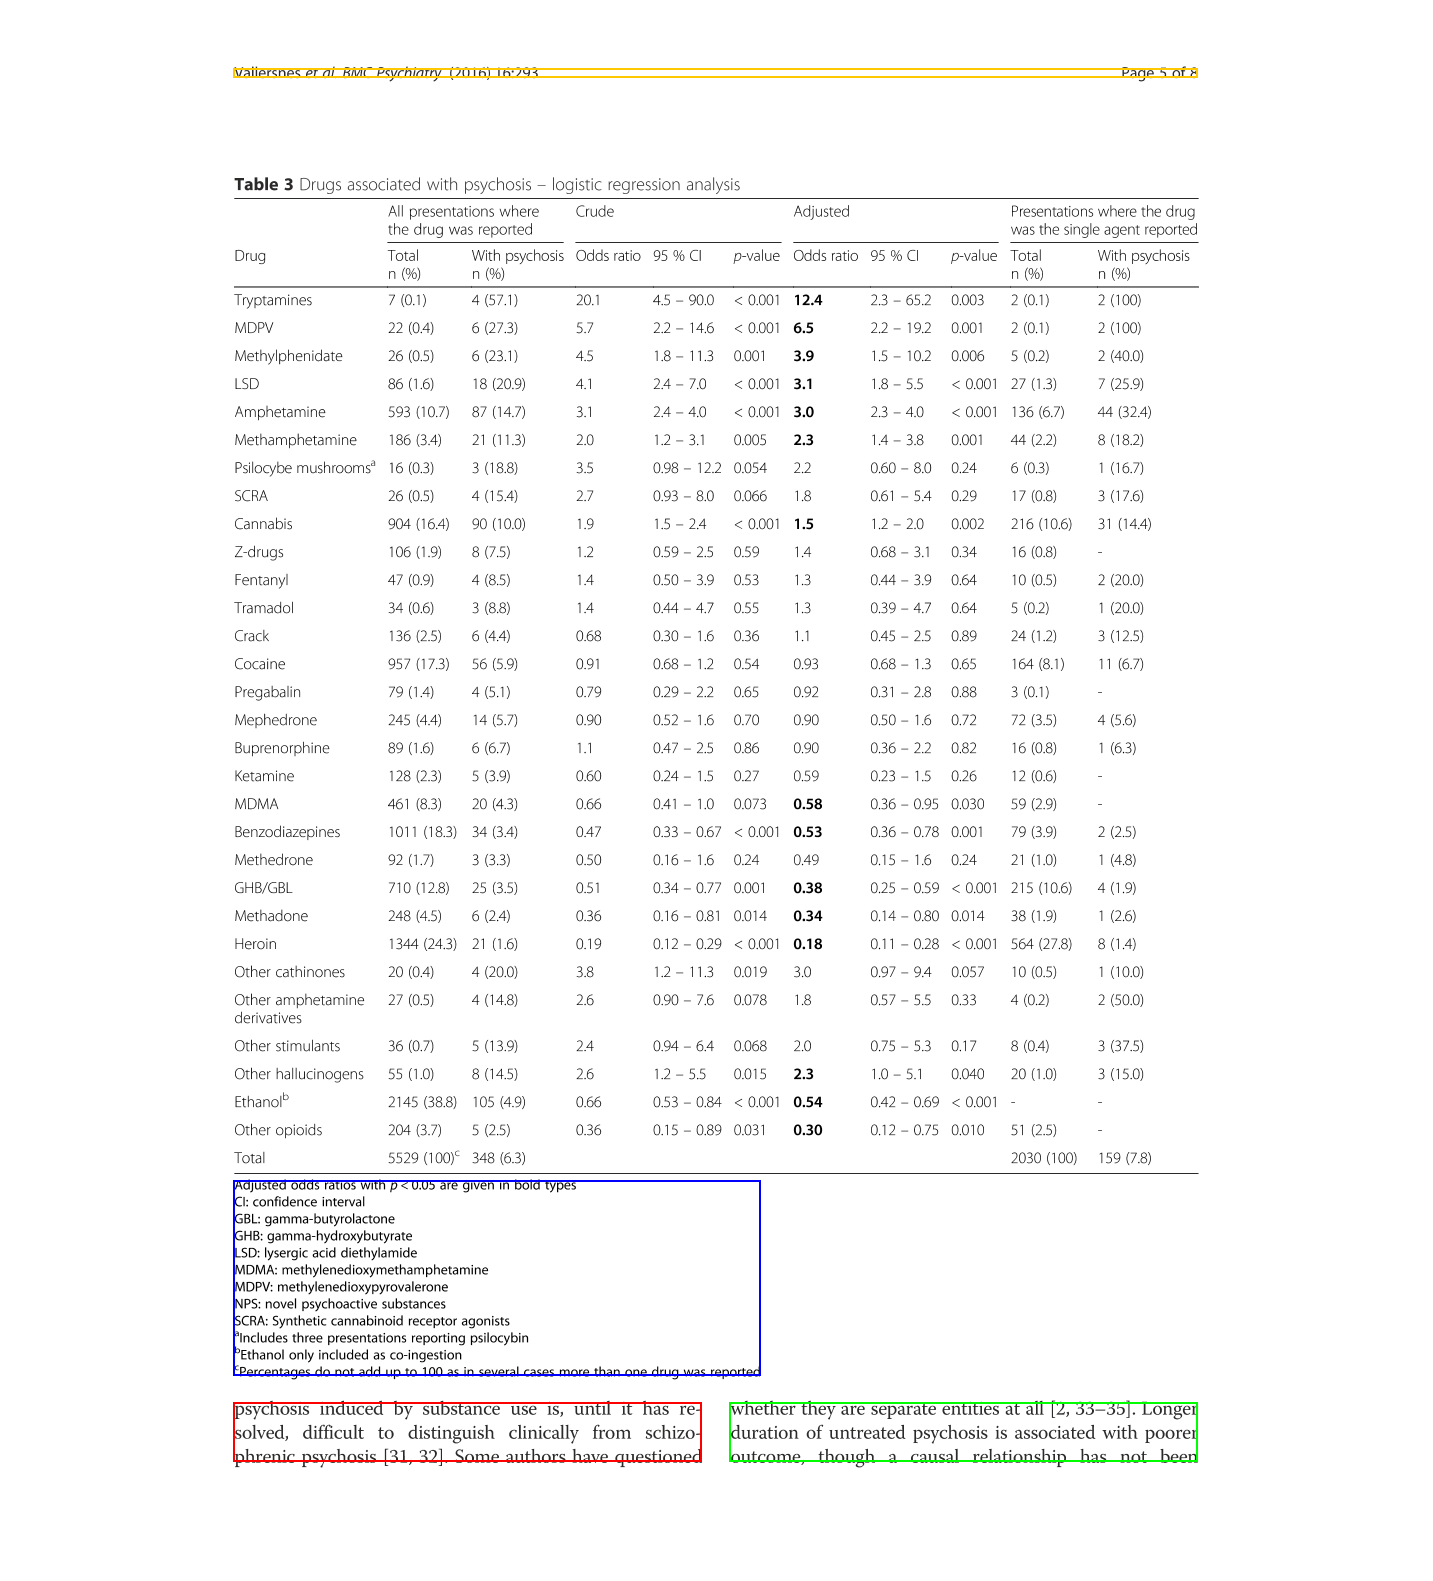 Vallersnes et al. BMC Psychiatry (2016) 16:293 Page 5 of 8
Table 3 Drugs associated with psychosis – logistic regression analysis
All presentations where the drug was reported Crude Adjusted Presentations where the drug was the single agent reported
Drug Total n (%) With psychosis n (%) Odds ratio 95 % CI p-value Odds ratio 95 % CI p-value Total n (%) With psychosis n (%)
Tryptamines 7 (0.1) 4 (57.1) 20.1 4.5 – 90.0 < 0.001 12.4 2.3 – 65.2 0.003 2 (0.1) 2 (100)
MDPV 22 (0.4) 6 (27.3) 5.7 2.2 – 14.6 < 0.001 6.5 2.2 – 19.2 0.001 2 (0.1) 2 (100)
Methylphenidate 26 (0.5) 6 (23.1) 4.5 1.8 – 11.3 0.001 3.9 1.5 – 10.2 0.006 5 (0.2) 2 (40.0)
LSD 86 (1.6) 18 (20.9) 4.1 2.4 – 7.0 < 0.001 3.1 1.8 – 5.5 < 0.001 27 (1.3) 7 (25.9)
Amphetamine 593 (10.7) 87 (14.7) 3.1 2.4 – 4.0 < 0.001 3.0 2.3 – 4.0 < 0.001 136 (6.7) 44 (32.4)
Methamphetamine 186 (3.4) 21 (11.3) 2.0 1.2 – 3.1 0.005 2.3 1.4 – 3.8 0.001 44 (2.2) 8 (18.2)
Psilocybe mushroomsa 16 (0.3) 3 (18.8) 3.5 0.98 – 12.2 0.054 2.2 0.60 – 8.0 0.24 6 (0.3) 1 (16.7)
SCRA 26 (0.5) 4 (15.4) 2.7 0.93 – 8.0 0.066 1.8 0.61 – 5.4 0.29 17 (0.8) 3 (17.6)
Cannabis 904 (16.4) 90 (10.0) 1.9 1.5 – 2.4 < 0.001 1.5 1.2 – 2.0 0.002 216 (10.6) 31 (14.4)
Z-drugs 106 (1.9) 8 (7.5) 1.2 0.59 – 2.5 0.59 1.4 0.68 – 3.1 0.34 16 (0.8) -
Fentanyl 47 (0.9) 4 (8.5) 1.4 0.50 – 3.9 0.53 1.3 0.44 – 3.9 0.64 10 (0.5) 2 (20.0)
Tramadol 34 (0.6) 3 (8.8) 1.4 0.44 – 4.7 0.55 1.3 0.39 – 4.7 0.64 5 (0.2) 1 (20.0)
Crack 136 (2.5) 6 (4.4) 0.68 0.30 – 1.6 0.36 1.1 0.45 – 2.5 0.89 24 (1.2) 3 (12.5)
Cocaine 957 (17.3) 56 (5.9) 0.91 0.68 – 1.2 0.54 0.93 0.68 – 1.3 0.65 164 (8.1) 11 (6.7)
Pregabalin 79 (1.4) 4 (5.1) 0.79 0.29 – 2.2 0.65 0.92 0.31 – 2.8 0.88 3 (0.1) -
Mephedrone 245 (4.4) 14 (5.7) 0.90 0.52 – 1.6 0.70 0.90 0.50 – 1.6 0.72 72 (3.5) 4 (5.6)
Buprenorphine 89 (1.6) 6 (6.7) 1.1 0.47 – 2.5 0.86 0.90 0.36 – 2.2 0.82 16 (0.8) 1 (6.3)
Ketamine 128 (2.3) 5 (3.9) 0.60 0.24 – 1.5 0.27 0.59 0.23 – 1.5 0.26 12 (0.6) -
MDMA 461 (8.3) 20 (4.3) 0.66 0.41 – 1.0 0.073 0.58 0.36 – 0.95 0.030 59 (2.9) -
Benzodiazepines 1011 (18.3) 34 (3.4) 0.47 0.33 – 0.67 < 0.001 0.53 0.36 – 0.78 0.001 79 (3.9) 2 (2.5)
Methedrone 92 (1.7) 3 (3.3) 0.50 0.16 – 1.6 0.24 0.49 0.15 – 1.6 0.24 21 (1.0) 1 (4.8)
GHB/GBL 710 (12.8) 25 (3.5) 0.51 0.34 – 0.77 0.001 0.38 0.25 – 0.59 < 0.001 215 (10.6) 4 (1.9)
Methadone 248 (4.5) 6 (2.4) 0.36 0.16 – 0.81 0.014 0.34 0.14 – 0.80 0.014 38 (1.9) 1 (2.6)
Heroin 1344 (24.3) 21 (1.6) 0.19 0.12 – 0.29 < 0.001 0.18 0.11 – 0.28 < 0.001 564 (27.8) 8 (1.4)
Other cathinones 20 (0.4) 4 (20.0) 3.8 1.2 – 11.3 0.019 3.0 0.97 – 9.4 0.057 10 (0.5) 1 (10.0)
Other amphetamine derivatives 27 (0.5) 4 (14.8) 2.6 0.90 – 7.6 0.078 1.8 0.57 – 5.5 0.33 4 (0.2) 2 (50.0)
Other stimulants 36 (0.7) 5 (13.9) 2.4 0.94 – 6.4 0.068 2.0 0.75 – 5.3 0.17 8 (0.4) 3 (37.5)
Other hallucinogens 55 (1.0) 8 (14.5) 2.6 1.2 – 5.5 0.015 2.3 1.0 – 5.1 0.040 20 (1.0) 3 (15.0)
Ethanolb 2145 (38.8) 105 (4.9) 0.66 0.53 – 0.84 < 0.001 0.54 0.42 – 0.69 < 0.001 - -
Other opioids 204 (3.7) 5 (2.5) 0.36 0.15 – 0.89 0.031 0.30 0.12 – 0.75 0.010 51 (2.5) -
Total 5529 (100)c 348 (6.3) 2030 (100) 159 (7.8)
Adjusted odds ratios with p < 0.05 are given in bold types
CI: confidence interval
GBL: gamma-butyrolactone
GHB: gamma-hydroxybutyrate
LSD: lysergic acid diethylamide
MDMA: methylenedioxymethamphetamine
MDPV: methylenedioxypyrovalerone
NPS: novel psychoactive substances
SCRA: Synthetic cannabinoid receptor agonists
aIncludes three presentations reporting psilocybin
bEthanol only included as co-ingestion
cPercentages do not add up to 100 as in several cases more than one drug was reported
psychosis induced by substance use is, until it has re-
solved, difficult to distinguish clinically from schizo-
phrenic psychosis [31, 32]. Some authors have questioned
whether they are separate entities at all [2, 33–35]. Longer
duration of untreated psychosis is associated with poorer
outcome, though a causal relationship has not been